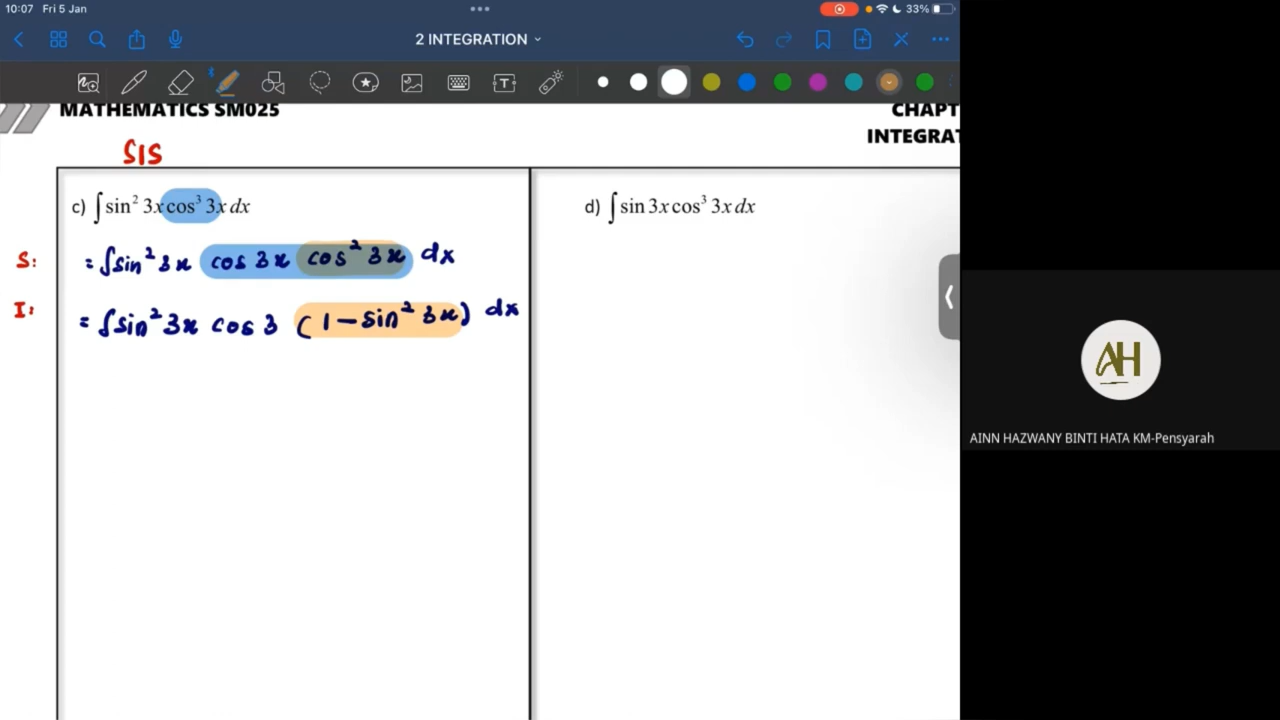 10:07 Fri 5 Jan
33%
2 INTEGRATION
MATHEMATICS SM025
CHAPT
INTEGRAT
SIS
c) ∫ sin² 3x cos³ 3x dx
d) ∫ sin 3x cos³ 3x dx
S: = ∫ sin² 3x cos 3x cos² 3x dx
I: = ∫ sin² 3x cos 3 (1 − sin² 3x) dx
AH
AINN HAZWANY BINTI HATA KM-Pensyarah